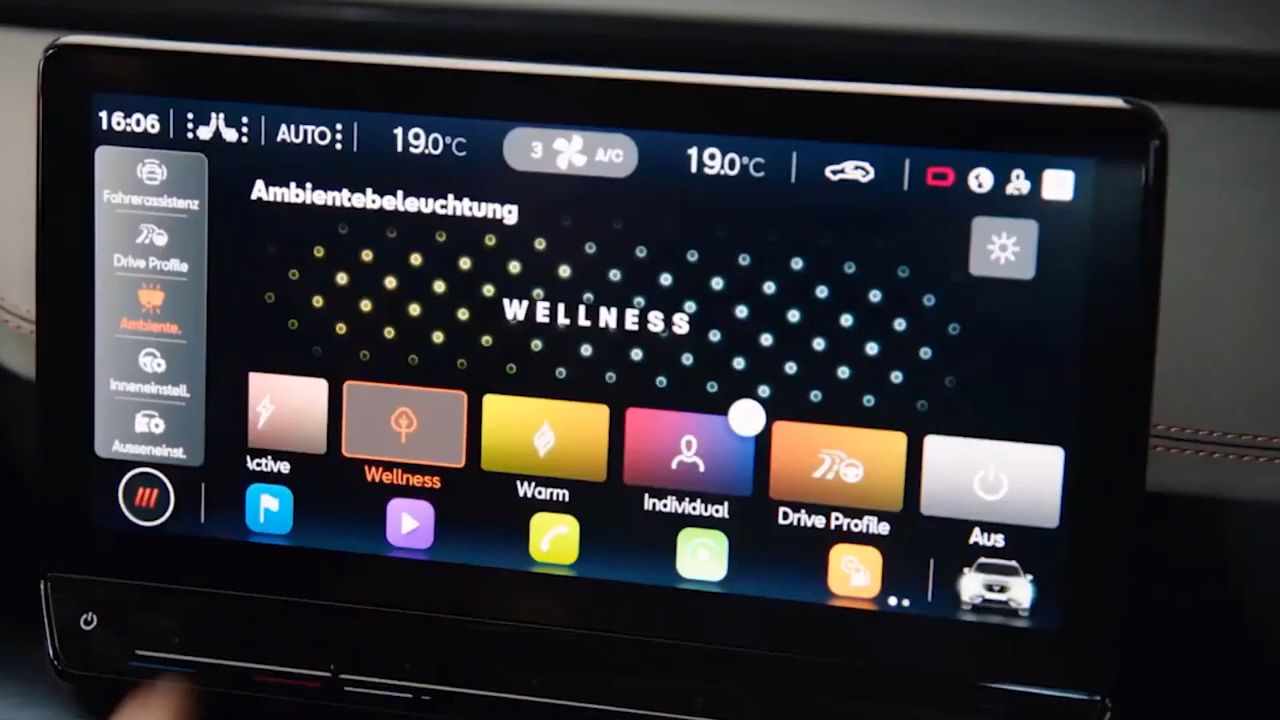 16:06 AUTO 19.0°C 3 A/C 19.0°C
Fahrerassistenz
Drive Profile
Ambiente.
Inneneinstell.
Ausseneinst.
Ambientebeleuchtung
WELLNESS
Active
Wellness
Warm
Individual
Drive Profile
Aus